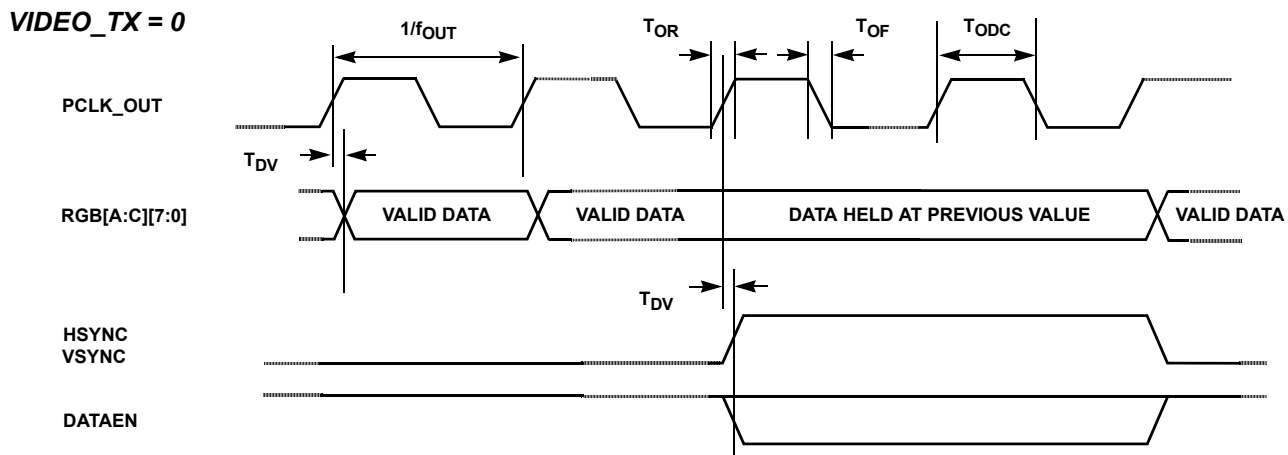 VIDEO_TX = 0
1/fOUT
TOR
TOF
TODC
PCLK_OUT
TDV
RGB[A:C][7:0]
VALID DATA
VALID DATA
DATA HELD AT PREVIOUS VALUE
VALID DATA
TDV
HSYNC
VSYNC
DATAEN